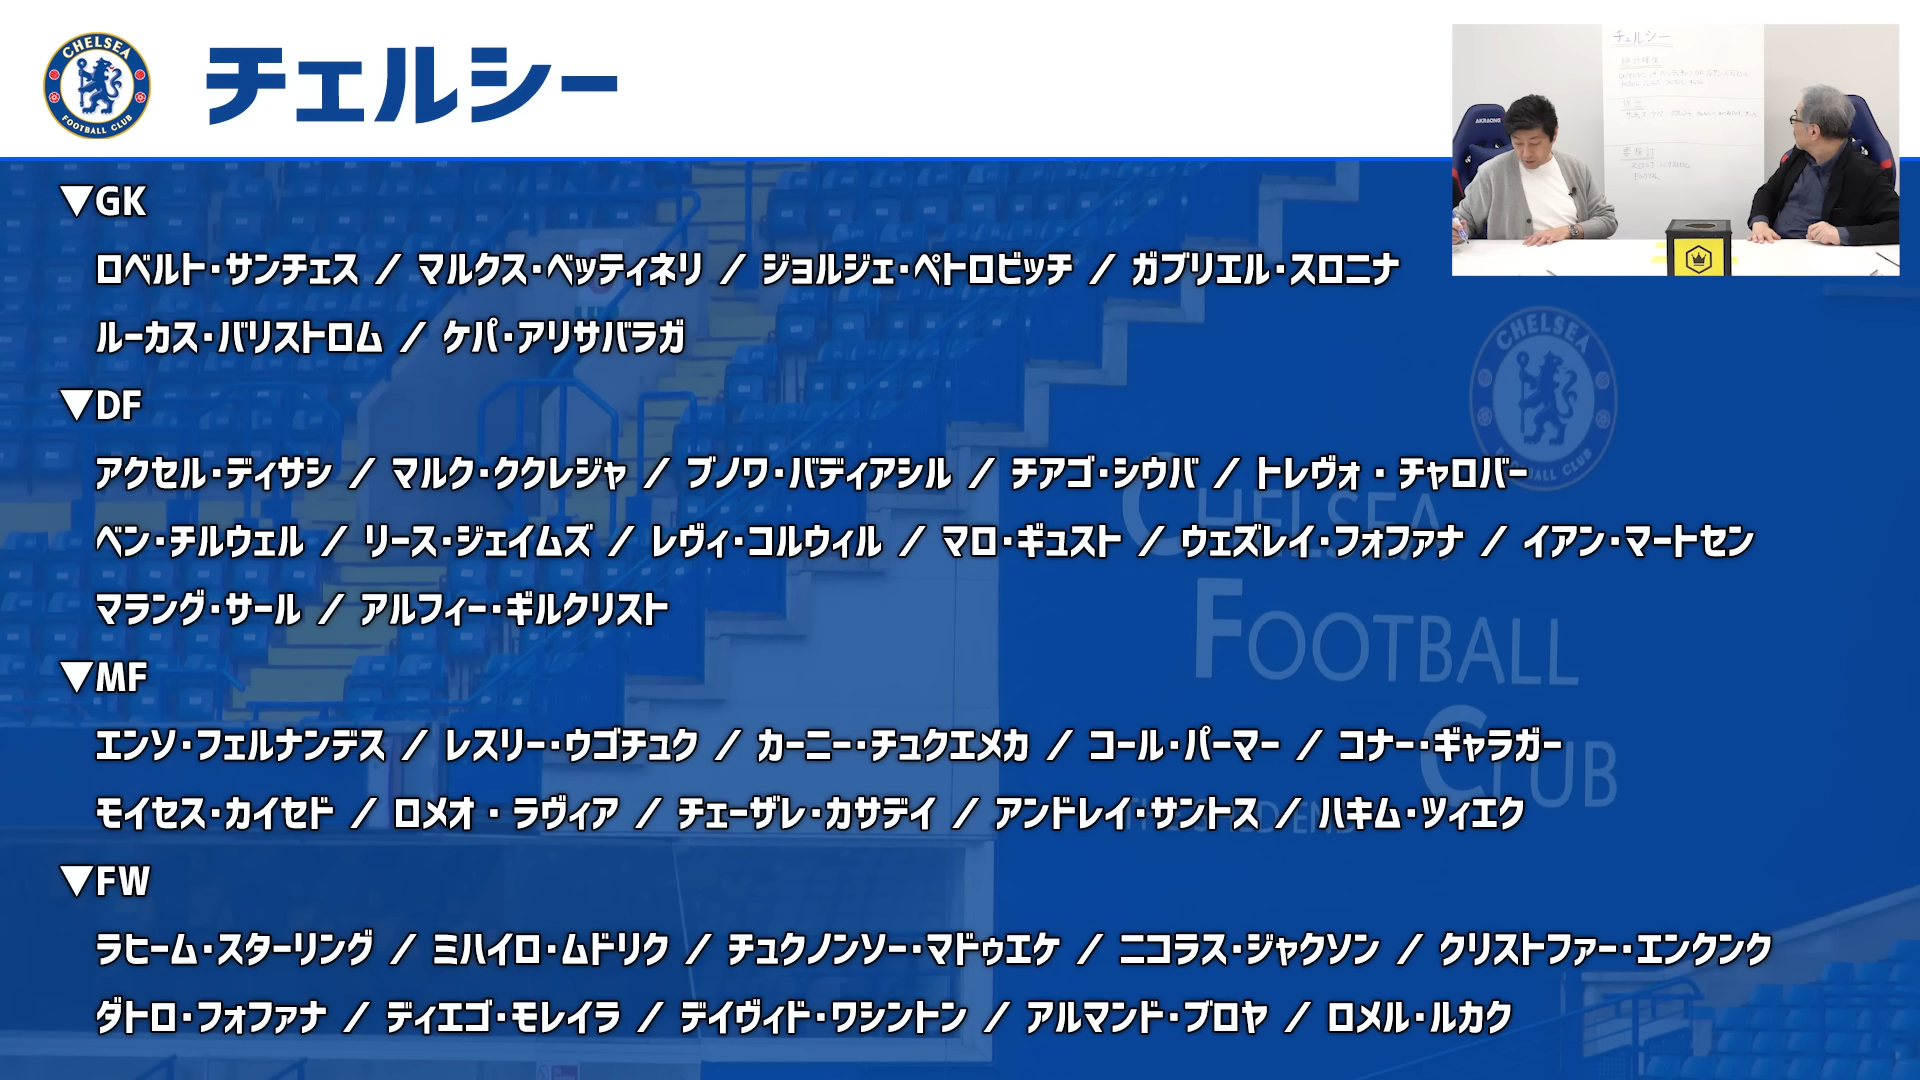 CHELSEA
FOOTBALL CLUB
チェルシー
チェルシー
AKRACING
▼GK
ロベルト・サンチェス ／ マルクス・ベッティネリ ／ ジョルジェ・ペトロビッチ ／ ガブリエル・スロニナ
ルーカス・バリストロム ／ ケパ・アリサバラガ
▼DF
アクセル・ディサシ ／ マルク・ククレジャ ／ ブノワ・バディアシル ／ チアゴ・シウバ ／ トレヴォ・チャロバー
ベン・チルウェル ／ リース・ジェイムズ ／ レヴィ・コルウィル ／ マロ・ギュスト ／ ウェズレイ・フォファナ ／ イアン・マートセン
マラング・サール ／ アルフィー・ギルクリスト
▼MF
エンソ・フェルナンデス ／ レスリー・ウゴチュク ／ カーニー・チュクエメカ ／ コール・パーマー ／ コナー・ギャラガー
モイセス・カイセド ／ ロメオ・ラヴィア ／ チェーザレ・カサデイ ／ アンドレイ・サントス ／ ハキム・ツィエク
▼FW
ラヒーム・スターリング ／ ミハイロ・ムドリク ／ チュクノンソー・マドゥエケ ／ ニコラス・ジャクソン ／ クリストファー・エンクンク
ダトロ・フォファナ ／ ディエゴ・モレイラ ／ デイヴィド・ワシントン ／ アルマンド・ブロヤ ／ ロメル・ルカク
CHELSEA
FOOTBALL CLUB
CHELSEA
FOOTBALL
CLUB